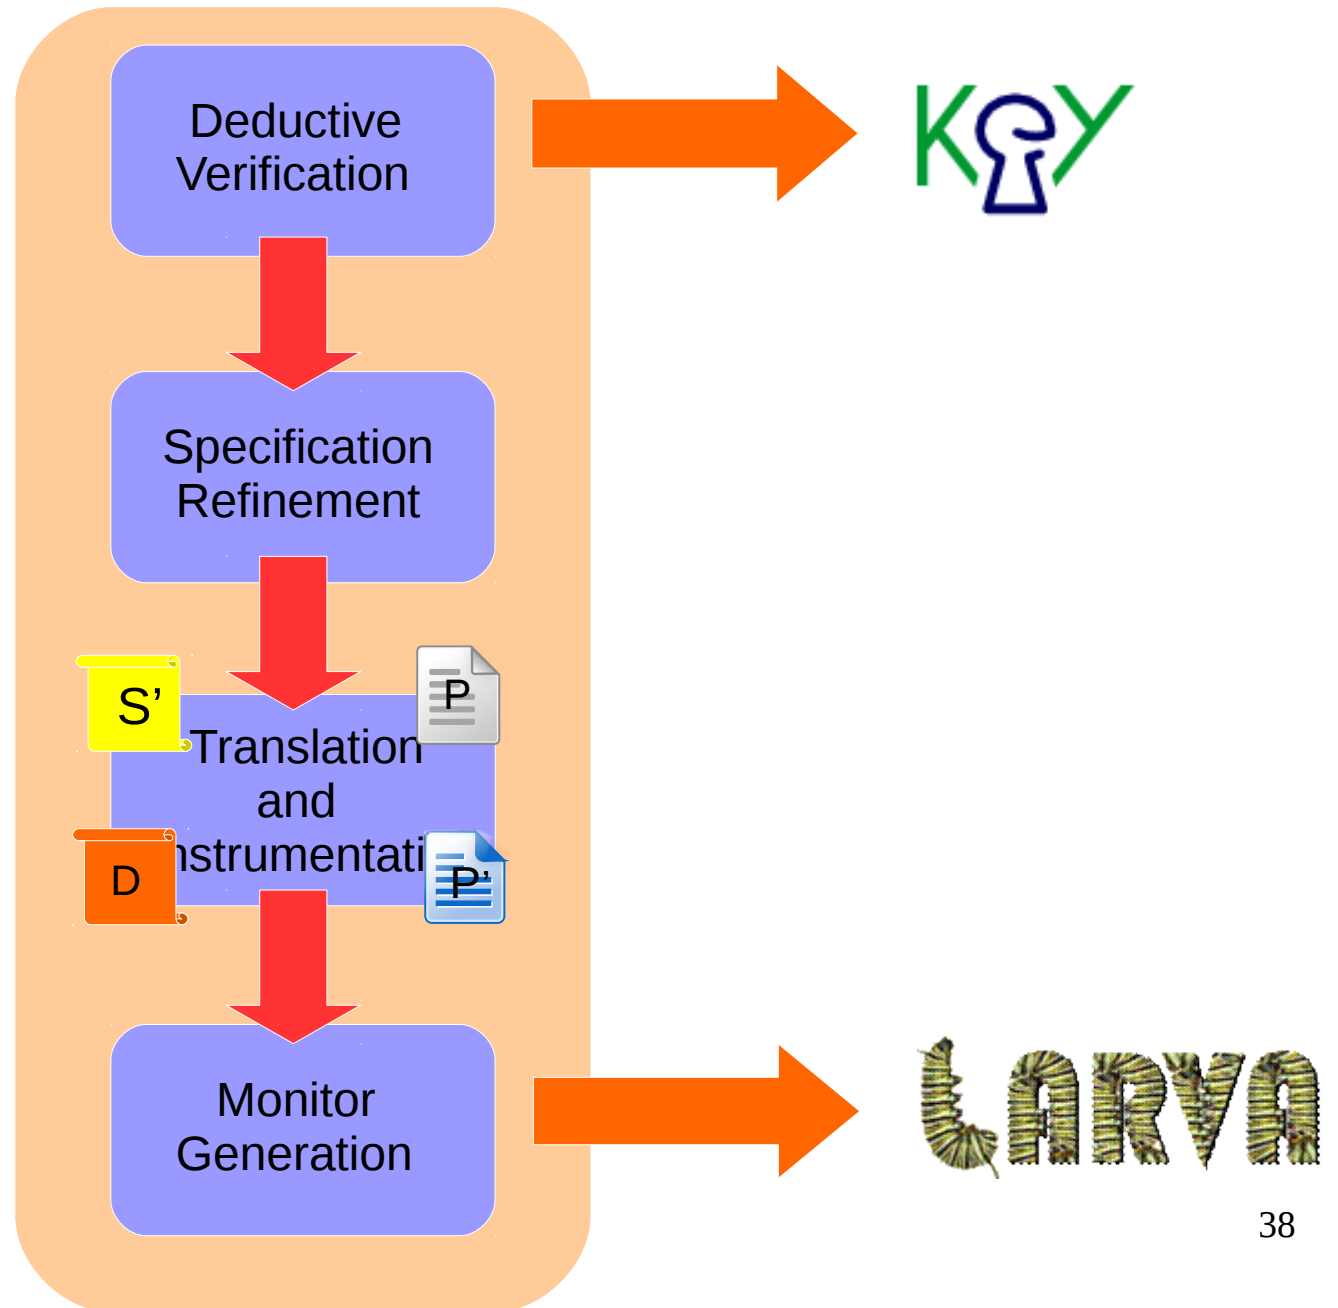 Deductive
Verification
KeY
Specification
Refinement
S’
P
Translation
and
nstrumentati
D
P’
Monitor
Generation
LARVA
38